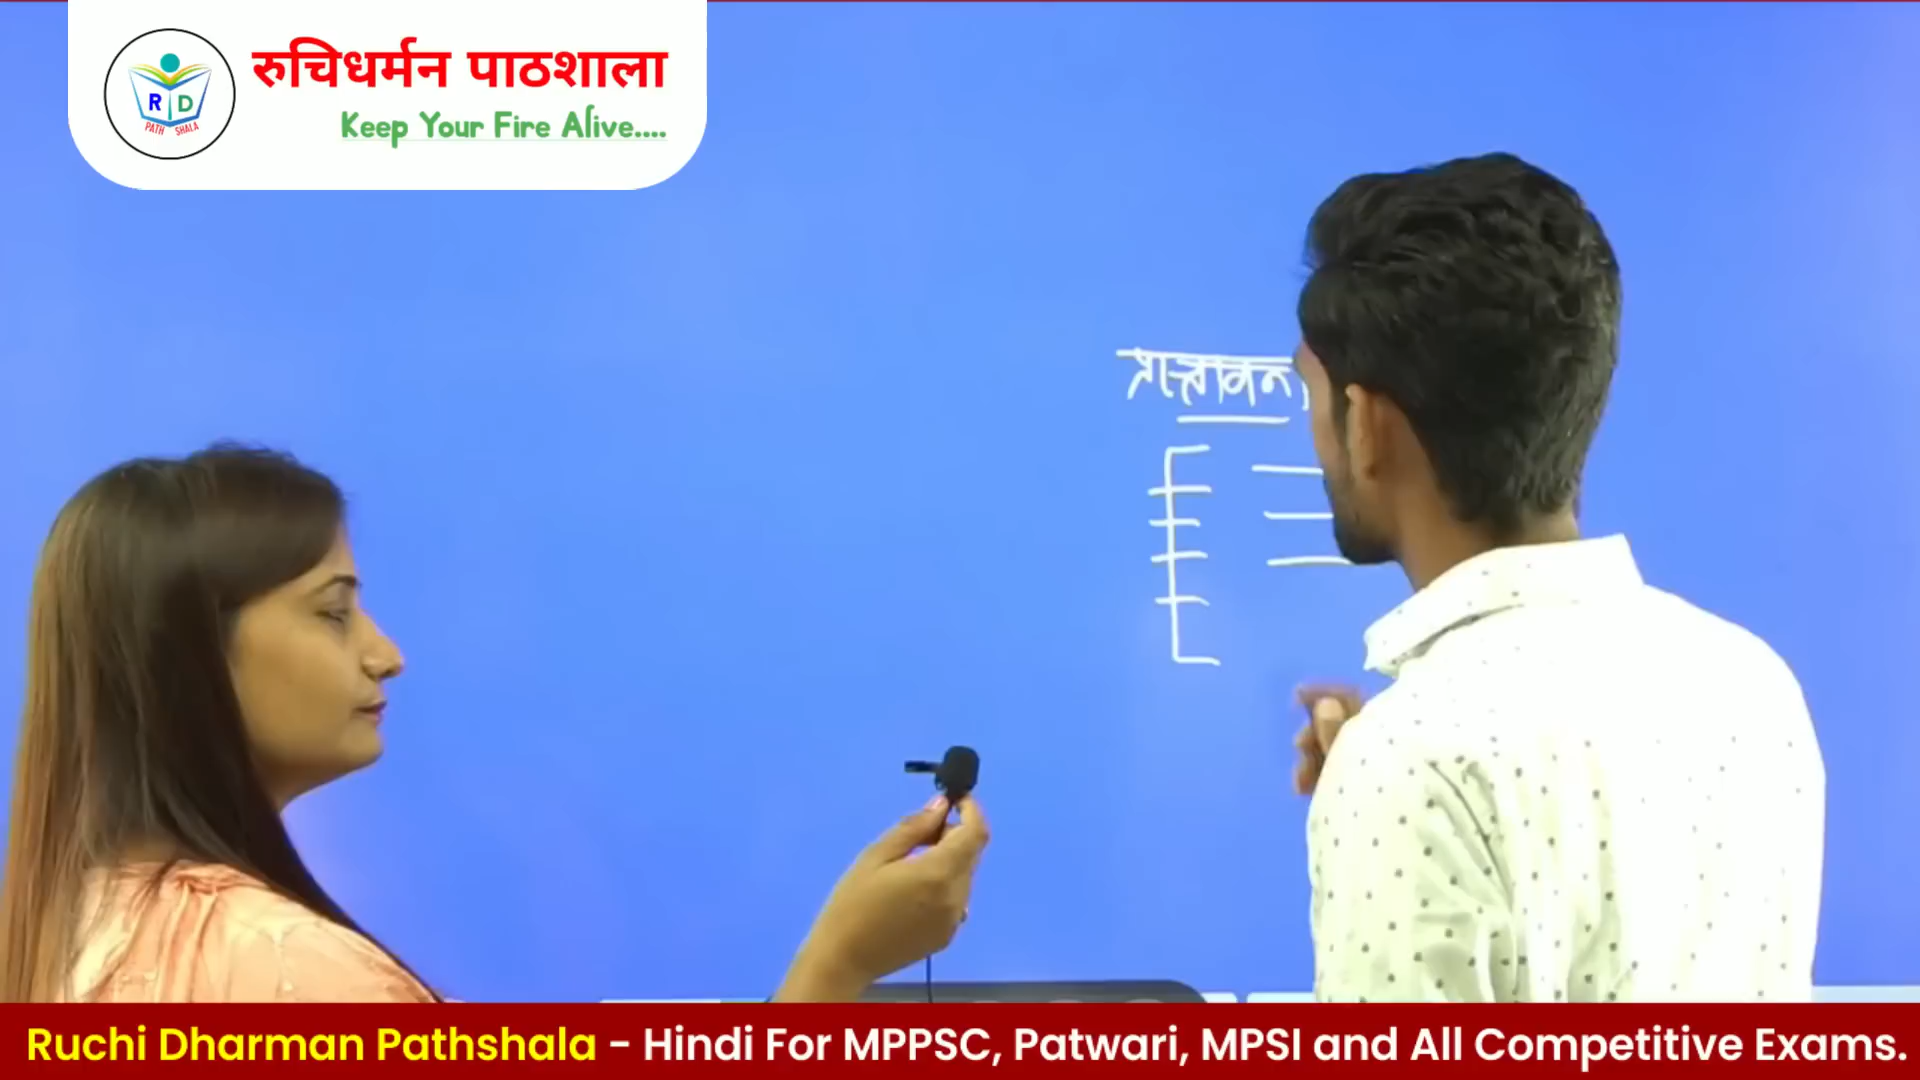 रुचिधर्मन पाठशाला
Keep Your Fire Alive....
R D
PATH SHALA
Ruchi Dharman Pathshala - Hindi For MPPSC, Patwari, MPSI and All Competitive Exams.